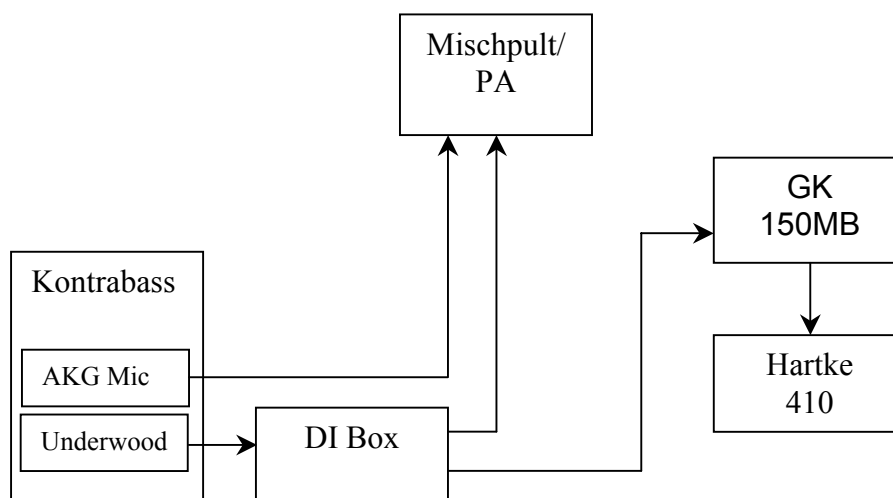 Mischpult/
PA
GK
150MB
Kontrabass
AKG Mic
Underwood
DI Box
Hartke
410